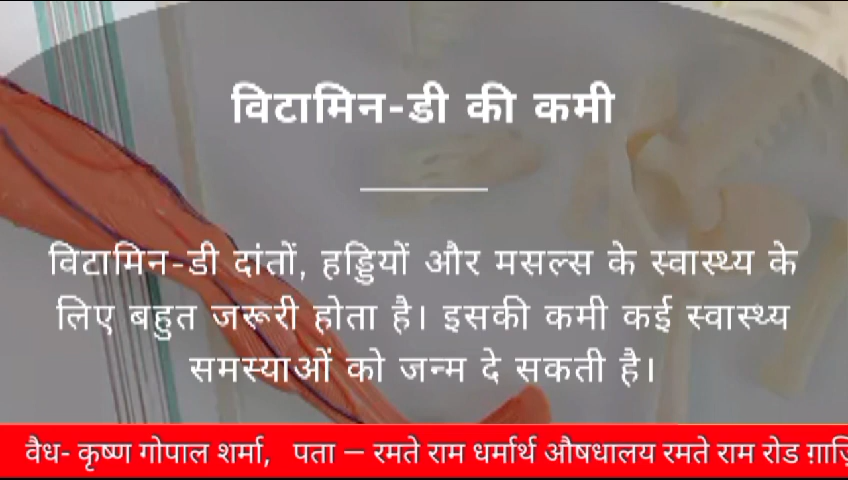 विटामिन-डी की कमी
विटामिन-डी दांतों, हड्डियों और मसल्स के स्वास्थ्य के
लिए बहुत जरूरी होता है। इसकी कमी कई स्वास्थ्य
समस्याओं को जन्म दे सकती है।
वैध- कृष्ण गोपाल शर्मा, पता – रमते राम धर्मार्थ औषधालय रमते राम रोड